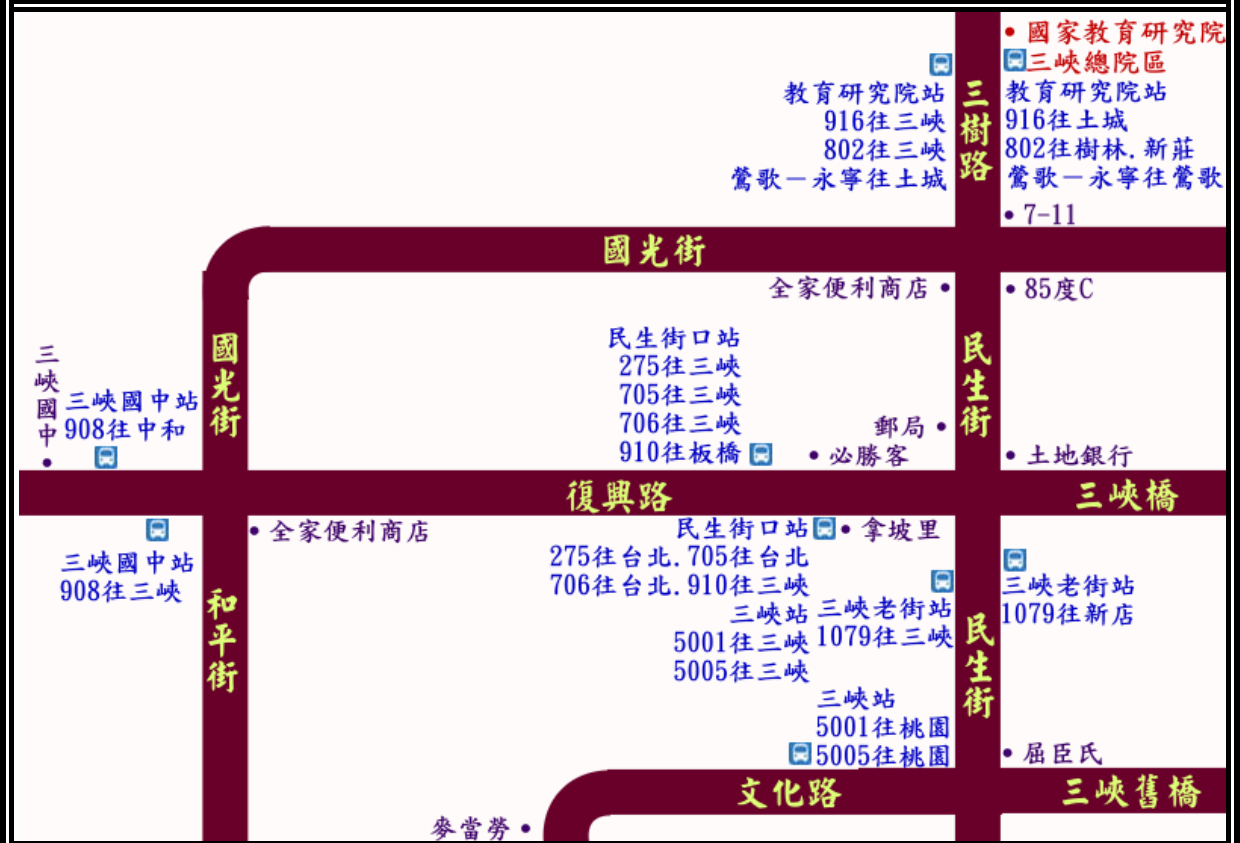 • 國家教育研究院
三峽總院區
教育研究院站
916往三峽
802往三峽
鶯歌－永寧往土城
三樹路
教育研究院站
916往土城
802往樹林.新莊
鶯歌－永寧往鶯歌
• 7-11
國光街
全家便利商店 •
• 85度C
三峽國中 •
三峽國中站
908往中和
國光街
民生街口站
275往三峽
705往三峽
706往三峽
910往板橋
民生街
郵局 •
• 必勝客
• 土地銀行
復興路
三峽橋
三峽國中站
908往三峽
• 全家便利商店
和平街
民生街口站
• 拿坡里
275往台北.705往台北
706往台北.910往三峽
三峽站
5001往三峽
5005往三峽
三峽老街站
1079往三峽
三峽站
5001往桃園
5005往桃園
民生街
三峽老街站
1079往新店
• 屈臣氏
文化路
三峽舊橋
麥當勞 •